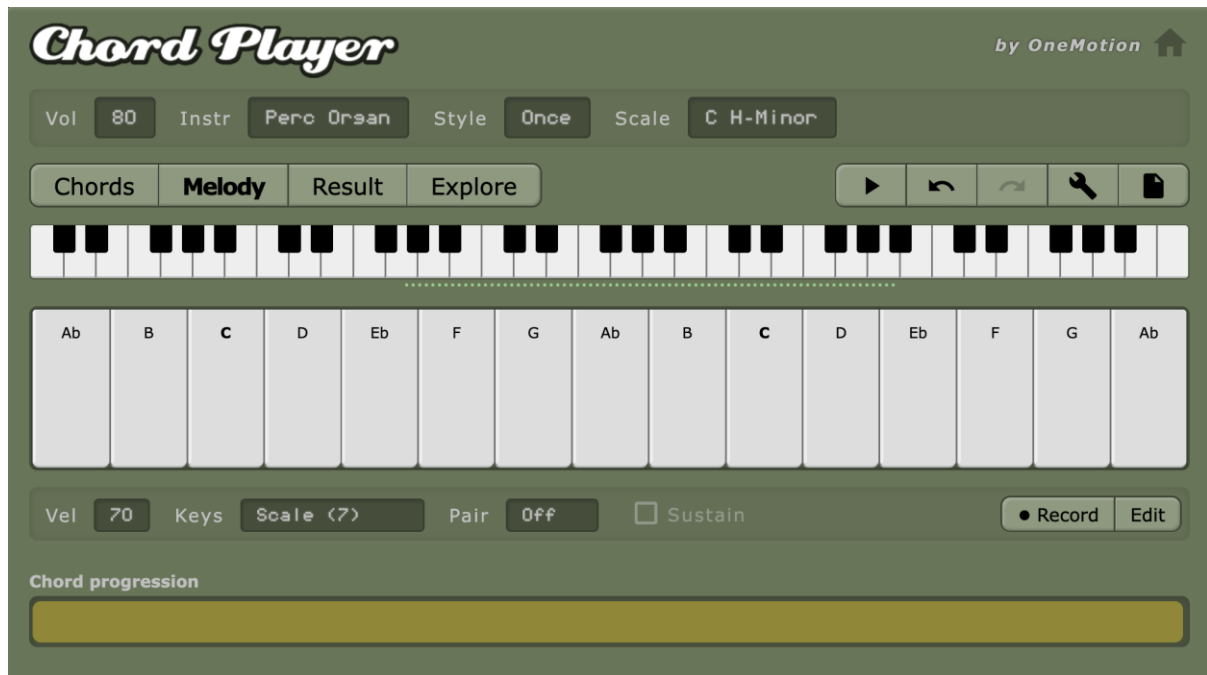 Chord Player
by OneMotion
Vol 80 Instr Perc Organ Style Once Scale C H-Minor
Chords Melody Result Explore
Ab B C D Eb F G Ab B C D Eb F G Ab
Vel 70 Keys Scale (7) Pair Off Sustain Record Edit
Chord progression